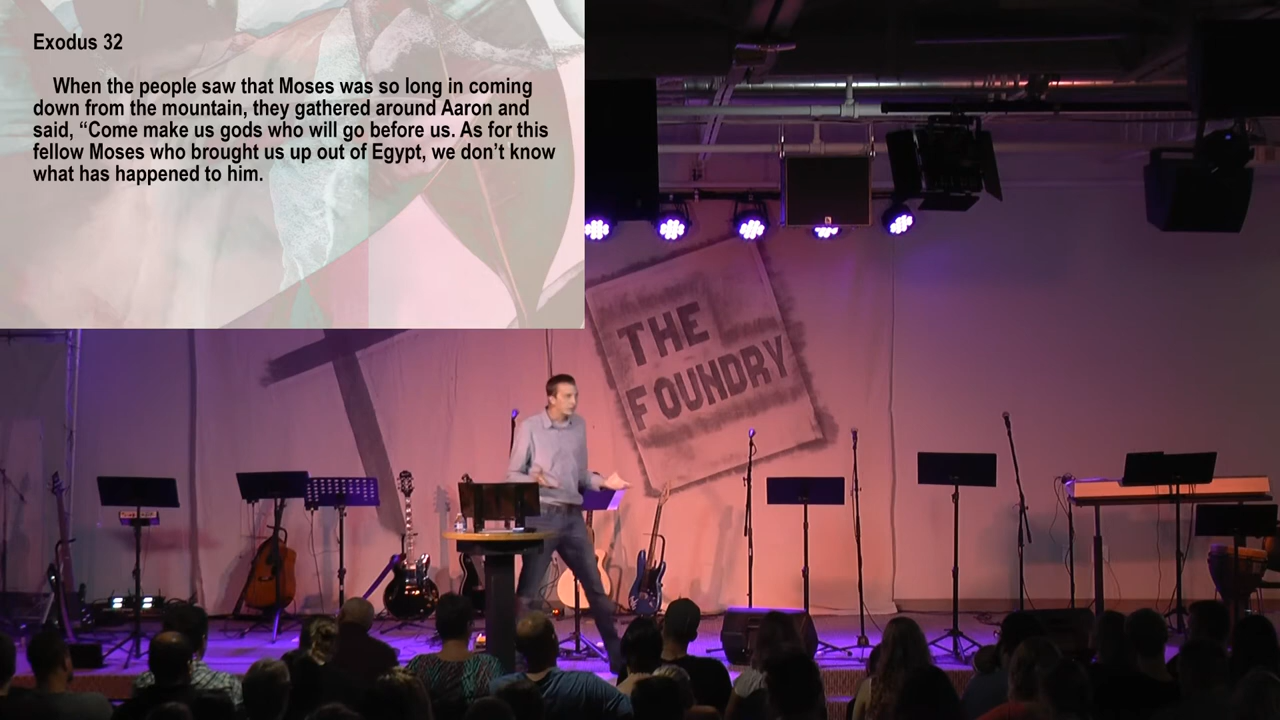 Exodus 32
When the people saw that Moses was so long in coming
down from the mountain, they gathered around Aaron and
said, “Come make us gods who will go before us. As for this
fellow Moses who brought us up out of Egypt, we don’t know
what has happened to him.
THE
FOUNDRY